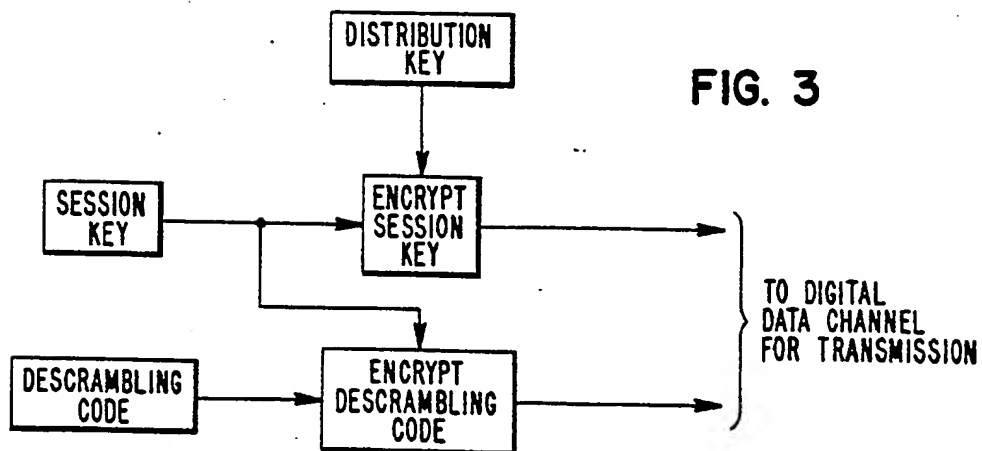 DISTRIBUTION
KEY
FIG. 3
SESSION
KEY
ENCRYPT
SESSION
KEY
TO DIGITAL
DATA CHANNEL
FOR TRANSMISSION
DESCRAMBLING
CODE
ENCRYPT
DESCRAMBLING
CODE